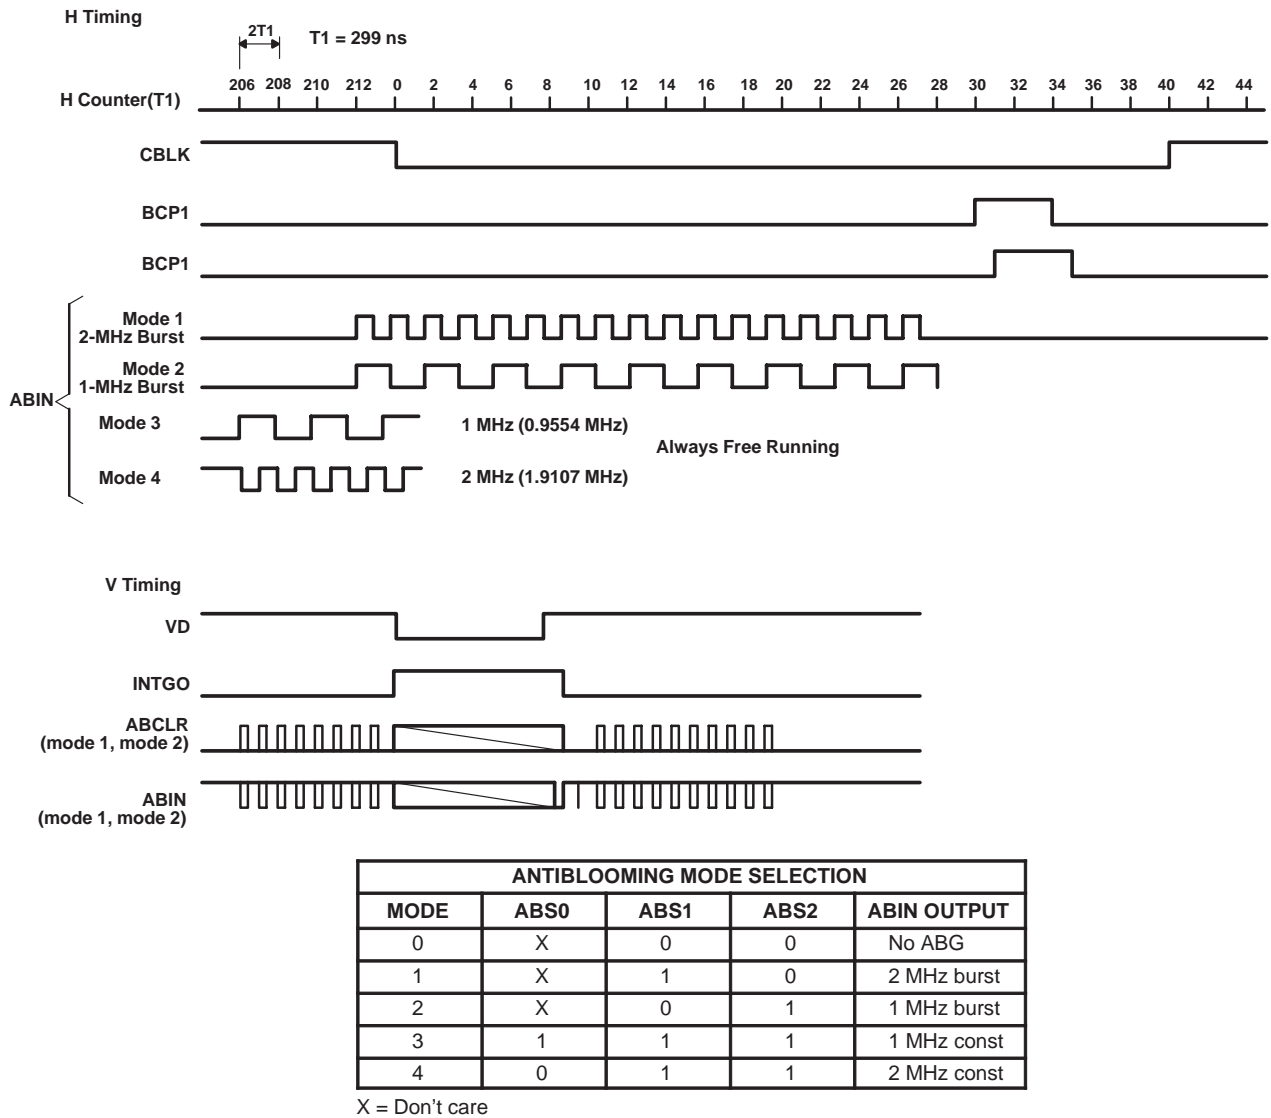 H Timing
2T1
T1 = 299 ns
206 208 210 212 0 2 4 6 8 10 12 14 16 18 20 22 24 26 28 30 32 34 36 38 40 42 44
H Counter(T1)
CBLK
BCP1
BCP1
Mode 1
2-MHz Burst
Mode 2
1-MHz Burst
ABIN
Mode 3
1 MHz (0.9554 MHz)
Always Free Running
Mode 4
2 MHz (1.9107 MHz)
V Timing
VD
INTGO
ABCLR
(mode 1, mode 2)
ABIN
(mode 1, mode 2)
ANTIBLOOMING MODE SELECTION
MODE ABS0 ABS1 ABS2 ABIN OUTPUT
0 X 0 0 No ABG
1 X 1 0 2 MHz burst
2 X 0 1 1 MHz burst
3 1 1 1 1 MHz const
4 0 1 1 2 MHz const
X = Don't care